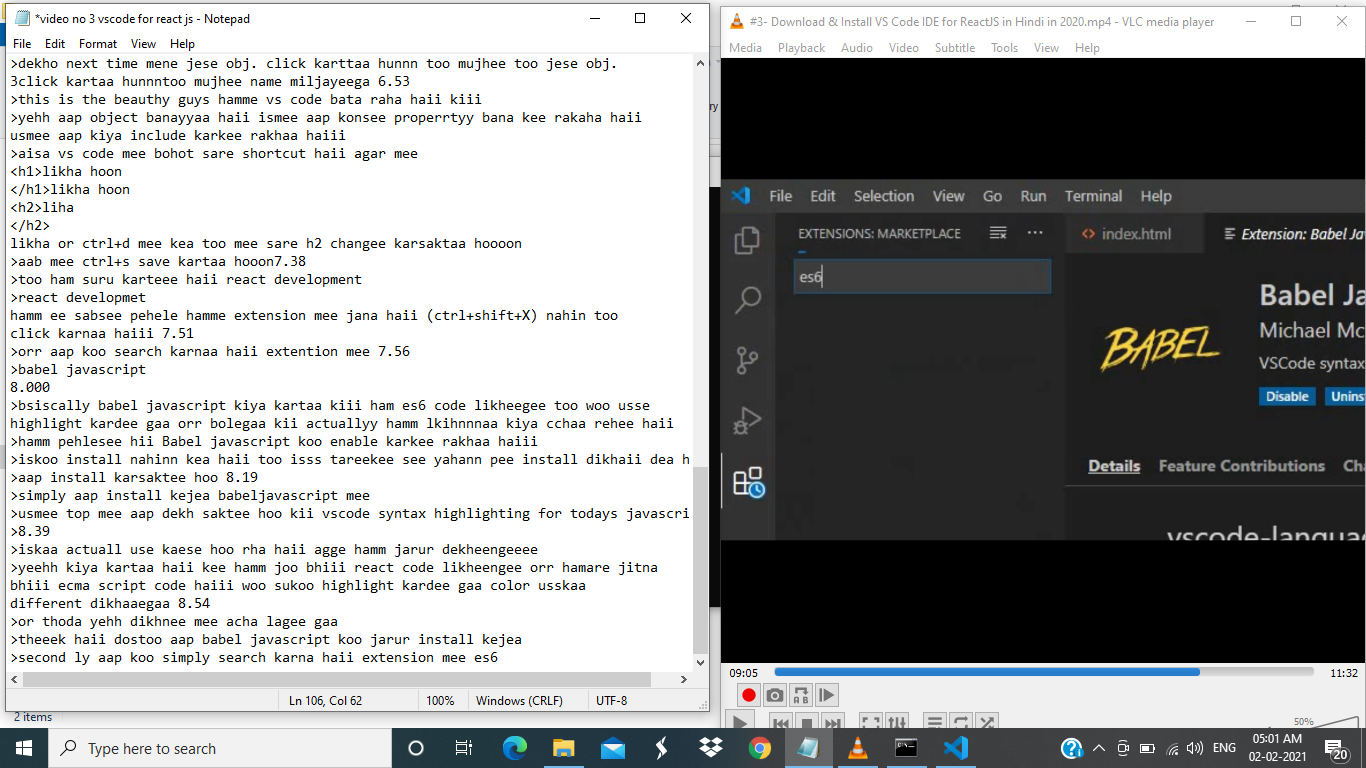 *video no 3 vscode for react js - Notepad
File Edit Format View Help
>dekho next time mene jese obj. click karttaa hunnn too mujhee too jese obj.
3click kartaa hunnntoo mujhee name miljayeega 6.53
>this is the beauthy guys hamme vs code bata raha haii kiii
>yehh aap object banayyaa haii ismee aap konsee properrtyy bana kee rakaha haii
usmee aap kiya include karkee rakhaa haiii
>aisa vs code mee bohot sare shortcut haii agar mee
<h1>likha hoon
</h1>likha hoon
<h2>liha
</h2>
likha or ctrl+d mee kea too mee sare h2 changee karsaktaa hoooon
>aab mee ctrl+s save kartaa hooon7.38
>too ham suru karteee haii react development
>react developmet
hamm ee sabsee pehele hamme extension mee jana haii (ctrl+shift+X) nahin too
click karnaa haiii 7.51
>orr aap koo search karnaa haii extention mee 7.56
>babel javascript
8.000
>bsiscally babel javascript kiya kartaa kiii ham es6 code likheegee too woo usse
highlight kardee gaa orr bolegaa kii actuallyy hamm lkihnnnaa kiya cchaa rehee haii
>hamm pehlesee hii Babel javascript koo enable karkee rakhaa haiii
>iskoo install nahinn kea haii too isss tareekee see yahann pee install dikhaii dea h
>aap install karsaktee hoo 8.19
>simply aap install kejea babeljavascript mee
>usmee top mee aap dekh saktee hoo kii vscode syntax highlighting for todays javascri
>8.39
>iskaa actuall use kaese hoo rha haii agge hamm jarur dekheengeeee
>yeehh kiya kartaa haii kee hamm joo bhiii react code likheengee orr hamare jitna
bhiii ecma script code haiii woo sukoo highlight kardee gaa color usskaa
different dikhaaegaa 8.54
>or thoda yehh dikhnee mee acha lagee gaa
>theeek haii dostoo aap babel javascript koo jarur install kejea
>second ly aap koo simply search karna haii extension mee es6
Ln 106, Col 62 100% Windows (CRLF) UTF-8
2 items
ry
#3- Download & Install VS Code IDE for ReactJS in Hindi in 2020.mp4 - VLC media player
Media Playback Audio Video Subtitle Tools View Help
File Edit Selection View Go Run Terminal Help
EXTENSIONS: MARKETPLACE
es6
index.html
Extension: Babel Ja
BABEL
Babel Ja
Michael Mc
VSCode syntax
Disable Unins
Details Feature Contributions Cha
vscode-languag
09:05 11:32
A B
50%
Type here to search
ENG
05:01 AM
02-02-2021
20